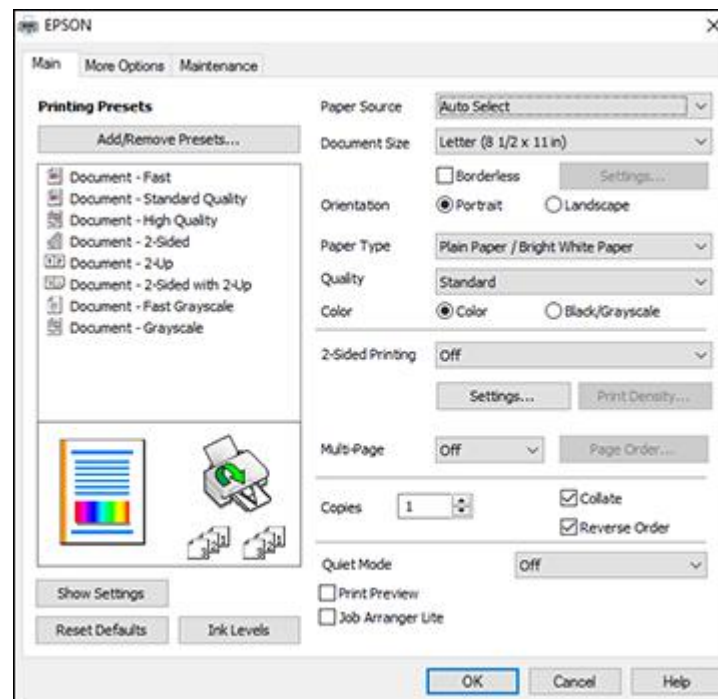 EPSON
Main More Options Maintenance
Printing Presets
Add/Remove Presets...
Document - Fast
Document - Standard Quality
Document - High Quality
Document - 2-Sided
Document - 2-Up
Document - 2-Sided with 2-Up
Document - Fast Grayscale
Document - Grayscale
Show Settings
Reset Defaults Ink Levels
Paper Source Auto Select
Document Size Letter (8 1/2 x 11 in)
Borderless Settings...
Orientation Portrait Landscape
Paper Type Plain Paper / Bright White Paper
Quality Standard
Color Color Black/Grayscale
2-Sided Printing Off
Settings... Print Density...
Multi-Page Off Page Order...
Copies 1 Collate
Reverse Order
Quiet Mode Off
Print Preview
Job Arranger Lite
OK Cancel Help